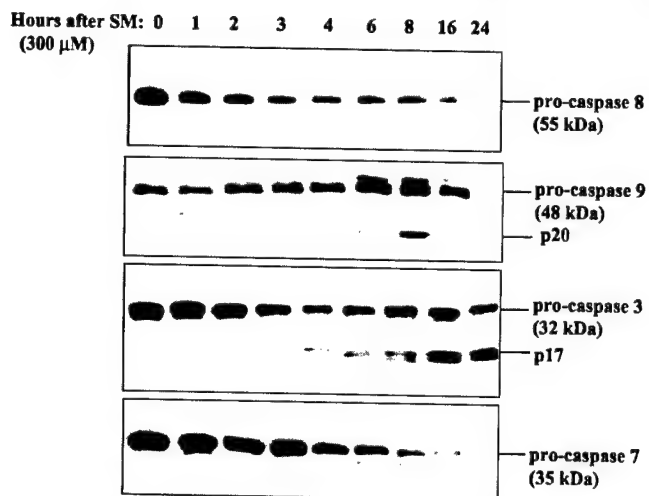 Hours after SM: 0 1 2 3 4 6 8 16 24
(300 µM)
pro-caspase 8
(55 kDa)
pro-caspase 9
(48 kDa)
p20
pro-caspase 3
(32 kDa)
p17
pro-caspase 7
(35 kDa)